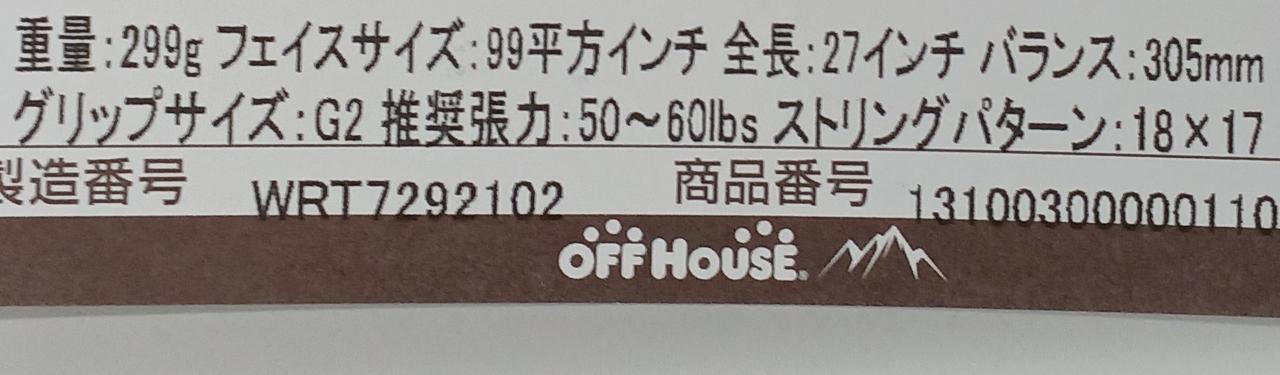 重量:299g フェイスサイズ:99平方インチ 全長:27インチ バランス:305mm
グリップサイズ:G2 推奨張力:50～60lbs ストリングパターン:18×17
製造番号 WRT7292102 商品番号 131003000000110
OFF HOUSE